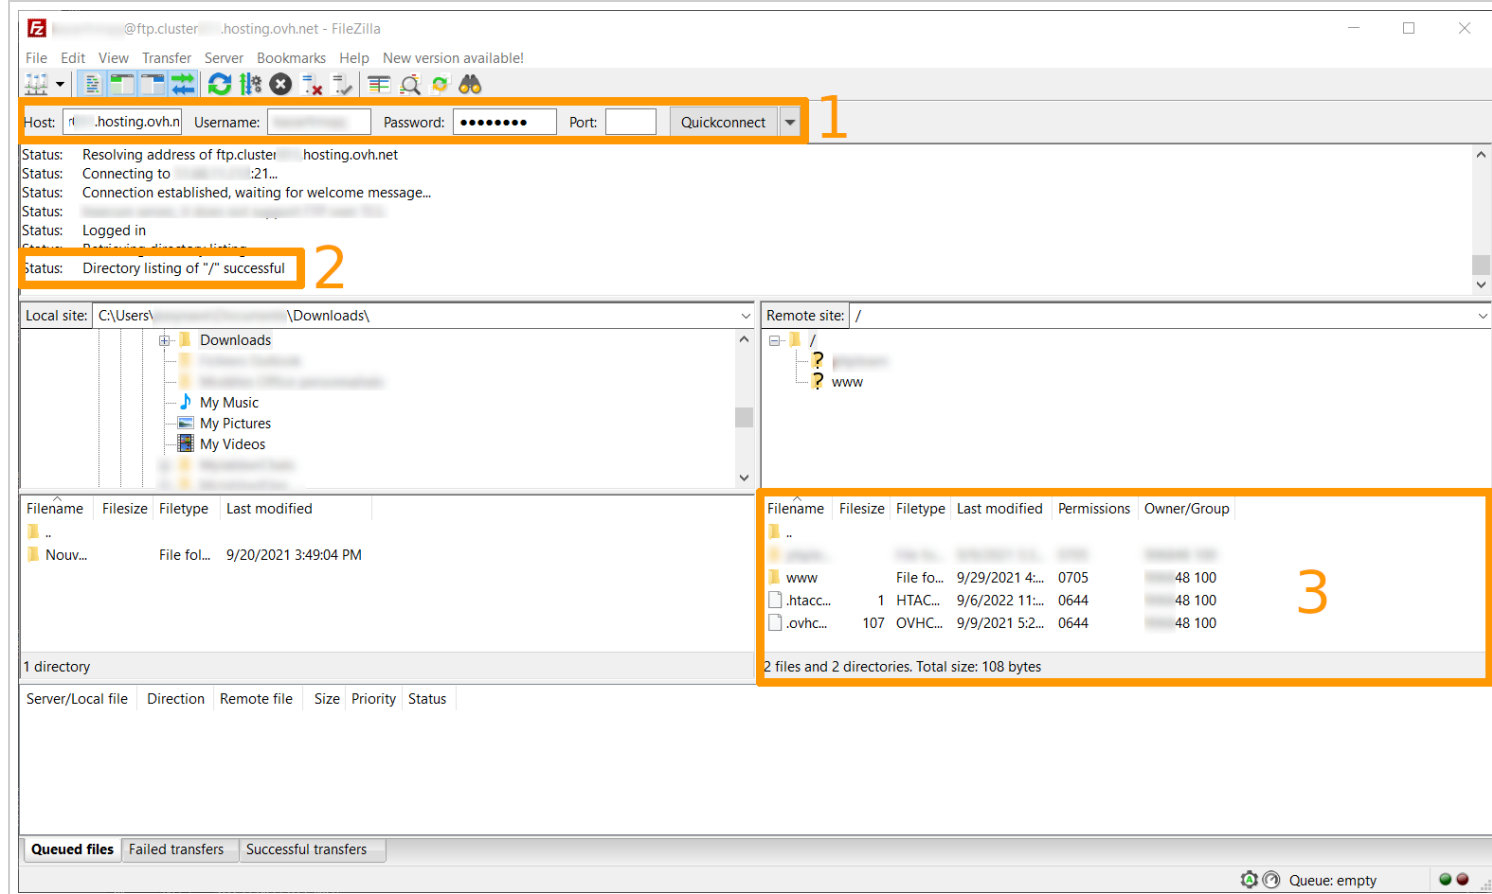 @ftp.cluster .hosting.ovh.net - FileZilla
File Edit View Transfer Server Bookmarks Help New version available!
Host: .hosting.ovh.n Username: Password: ●●●●●●●● Port: Quickconnect
1
Status: Resolving address of ftp.cluster hosting.ovh.net
Status: Connecting to :21...
Status: Connection established, waiting for welcome message...
Status:
Status: Logged in
Status: Retrieving directory listing
Status: Directory listing of "/" successful
2
Local site: C:\Users\ \Downloads\
Remote site: /
Downloads
My Music
My Pictures
My Videos
/
www
Filename Filesize Filetype Last modified
..
Nouv... File fol... 9/20/2021 3:49:04 PM
1 directory
Filename Filesize Filetype Last modified Permissions Owner/Group
..
www File fo... 9/29/2021 4:... 0705 48 100
.htacc... 1 HTAC... 9/6/2022 11:... 0644 48 100
.ovhc... 107 OVHC... 9/9/2021 5:2... 0644 48 100
3
2 files and 2 directories. Total size: 108 bytes
Server/Local file Direction Remote file Size Priority Status
Queued files Failed transfers Successful transfers
Queue: empty